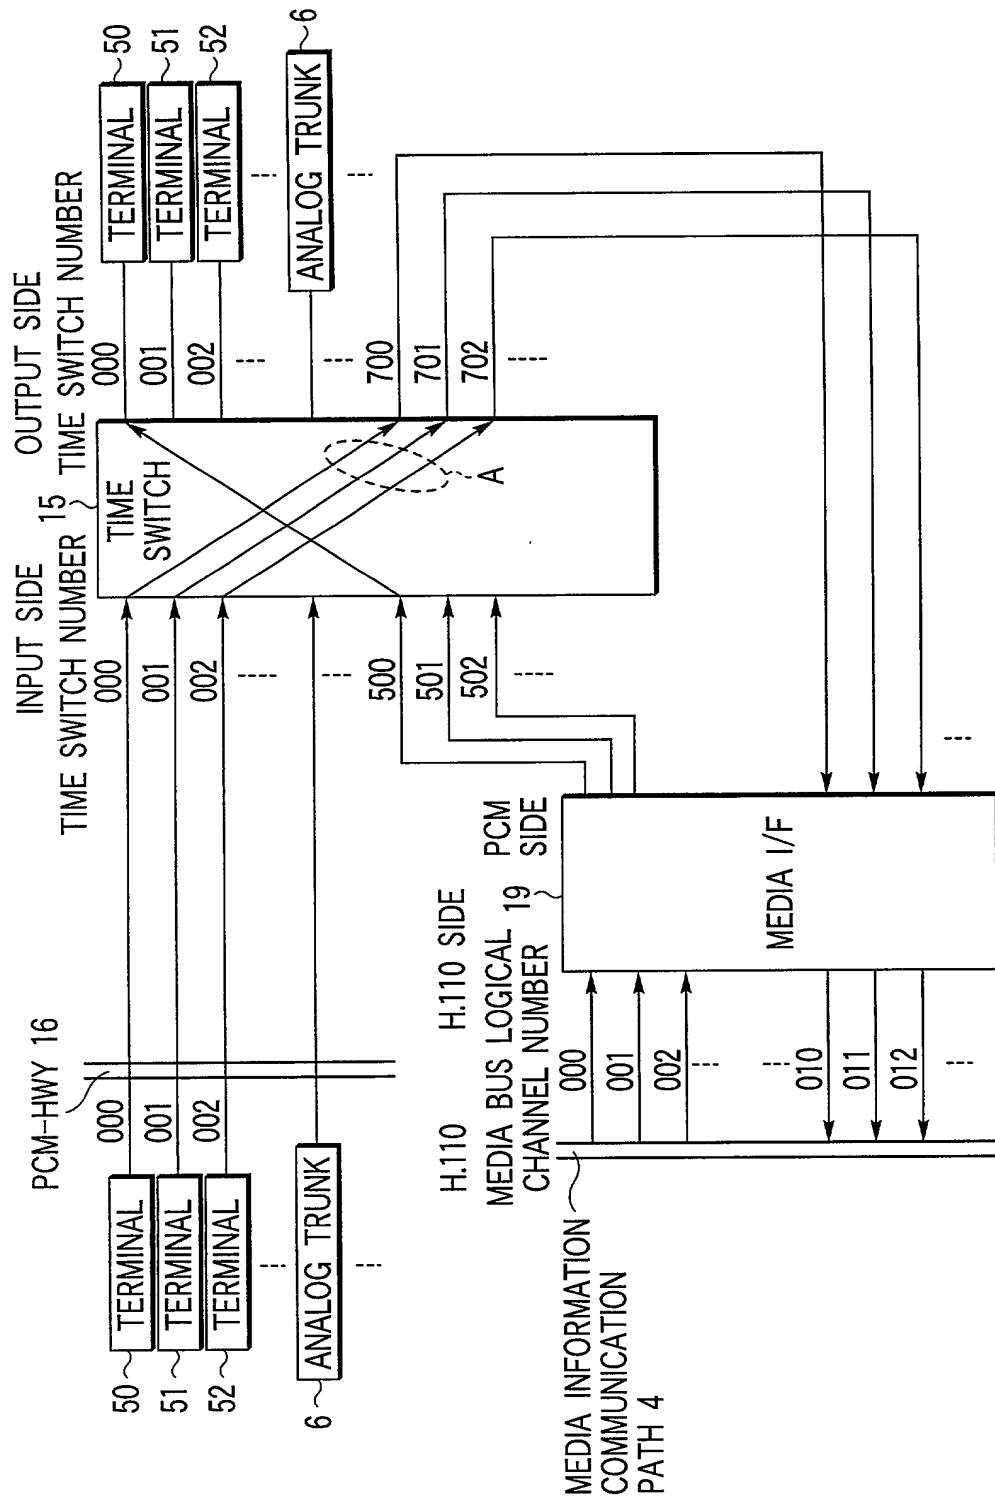 INPUT SIDE
TIME SWITCH NUMBER
15
OUTPUT SIDE
TIME SWITCH NUMBER
PCM-HWY 16
50
TERMINAL
000
000
TIME
SWITCH
000
TERMINAL
50
51
TERMINAL
001
001
001
TERMINAL
51
52
TERMINAL
002
002
002
TERMINAL
52
----
----
----
----
6
ANALOG TRUNK
ANALOG TRUNK
6
----
----
----
----
A
500
700
501
701
502
702
----
----
H.110
MEDIA BUS LOGICAL
CHANNEL NUMBER
H.110 SIDE
19
PCM
SIDE
MEDIA INFORMATION
COMMUNICATION
PATH 4
000
001
002
----
----
010
011
012
----
MEDIA I/F
----